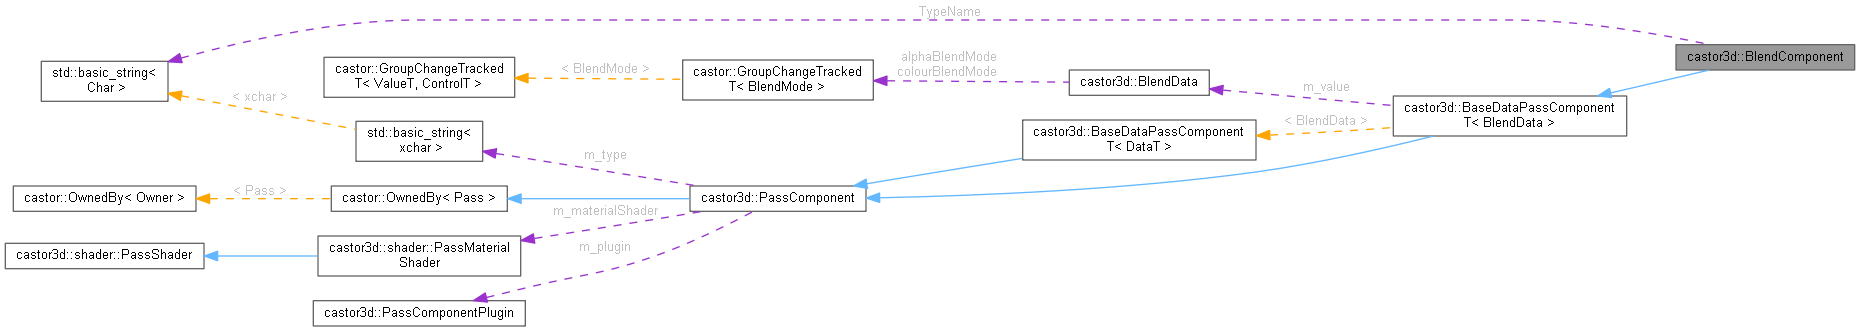 TypeName
castor3d::BlendComponent
std::basic_string<
Char >
castor::GroupChangeTracked
T< ValueT, ControlT >
< BlendMode >
castor::GroupChangeTracked
T< BlendMode >
alphaBlendMode
colourBlendMode
castor3d::BlendData
m_value
castor3d::BaseDataPassComponent
T< BlendData >
< xchar >
std::basic_string<
xchar >
castor3d::BaseDataPassComponent
T< DataT >
< BlendData >
m_type
castor::OwnedBy< Owner >
< Pass >
castor::OwnedBy< Pass >
castor3d::PassComponent
m_materialShader
castor3d::shader::PassShader
castor3d::shader::PassMaterial
Shader
m_plugin
castor3d::PassComponentPlugin